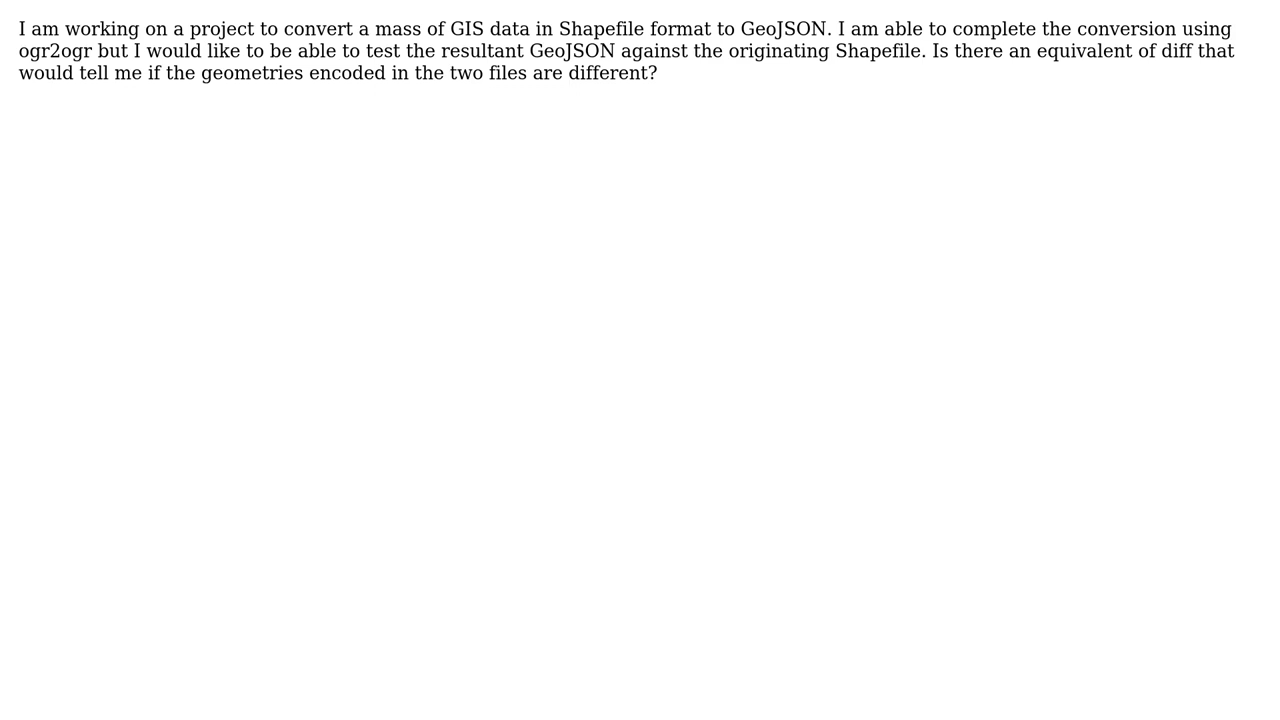 I am working on a project to convert a mass of GIS data in Shapefile format to GeoJSON. I am able to complete the conversion using
ogr2ogr but I would like to be able to test the resultant GeoJSON against the originating Shapefile. Is there an equivalent of diff that
would tell me if the geometries encoded in the two files are different?